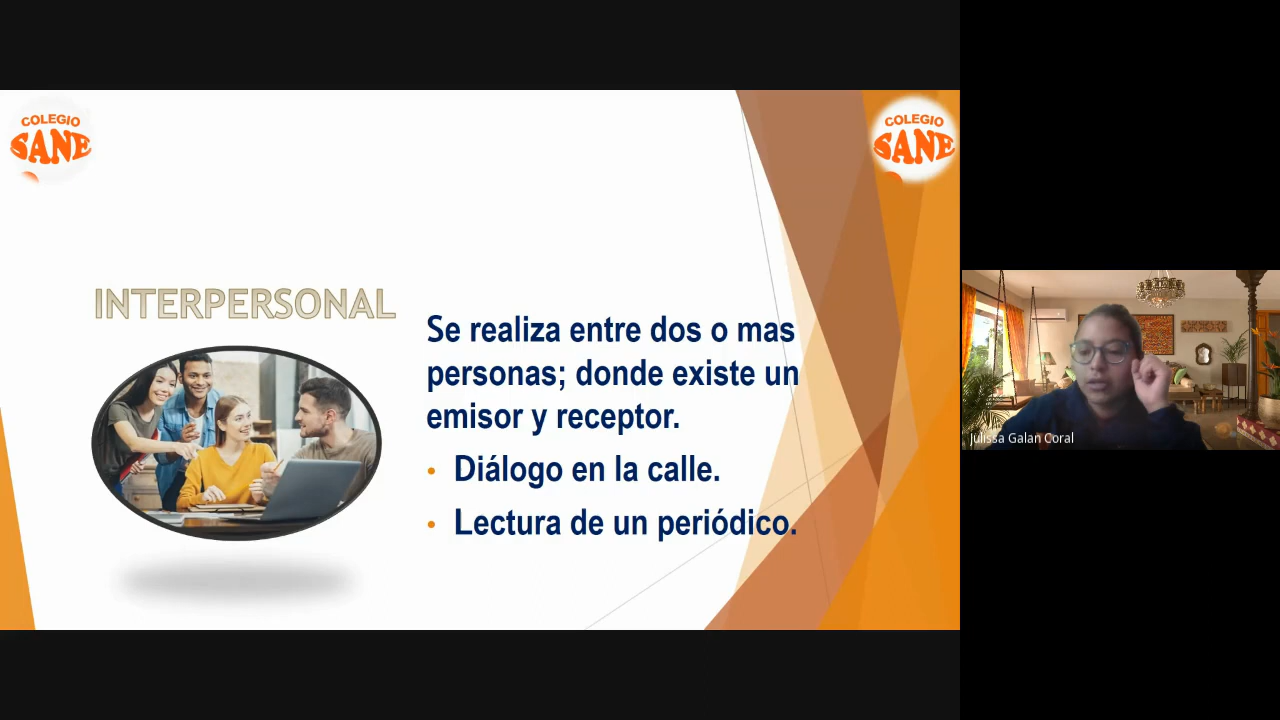 COLEGIO
SANE
COLEGIO
SANE
INTERPERSONAL
Se realiza entre dos o mas
personas; donde existe un
emisor y receptor.
• Diálogo en la calle.
• Lectura de un periódico.
Julissa Galan Coral